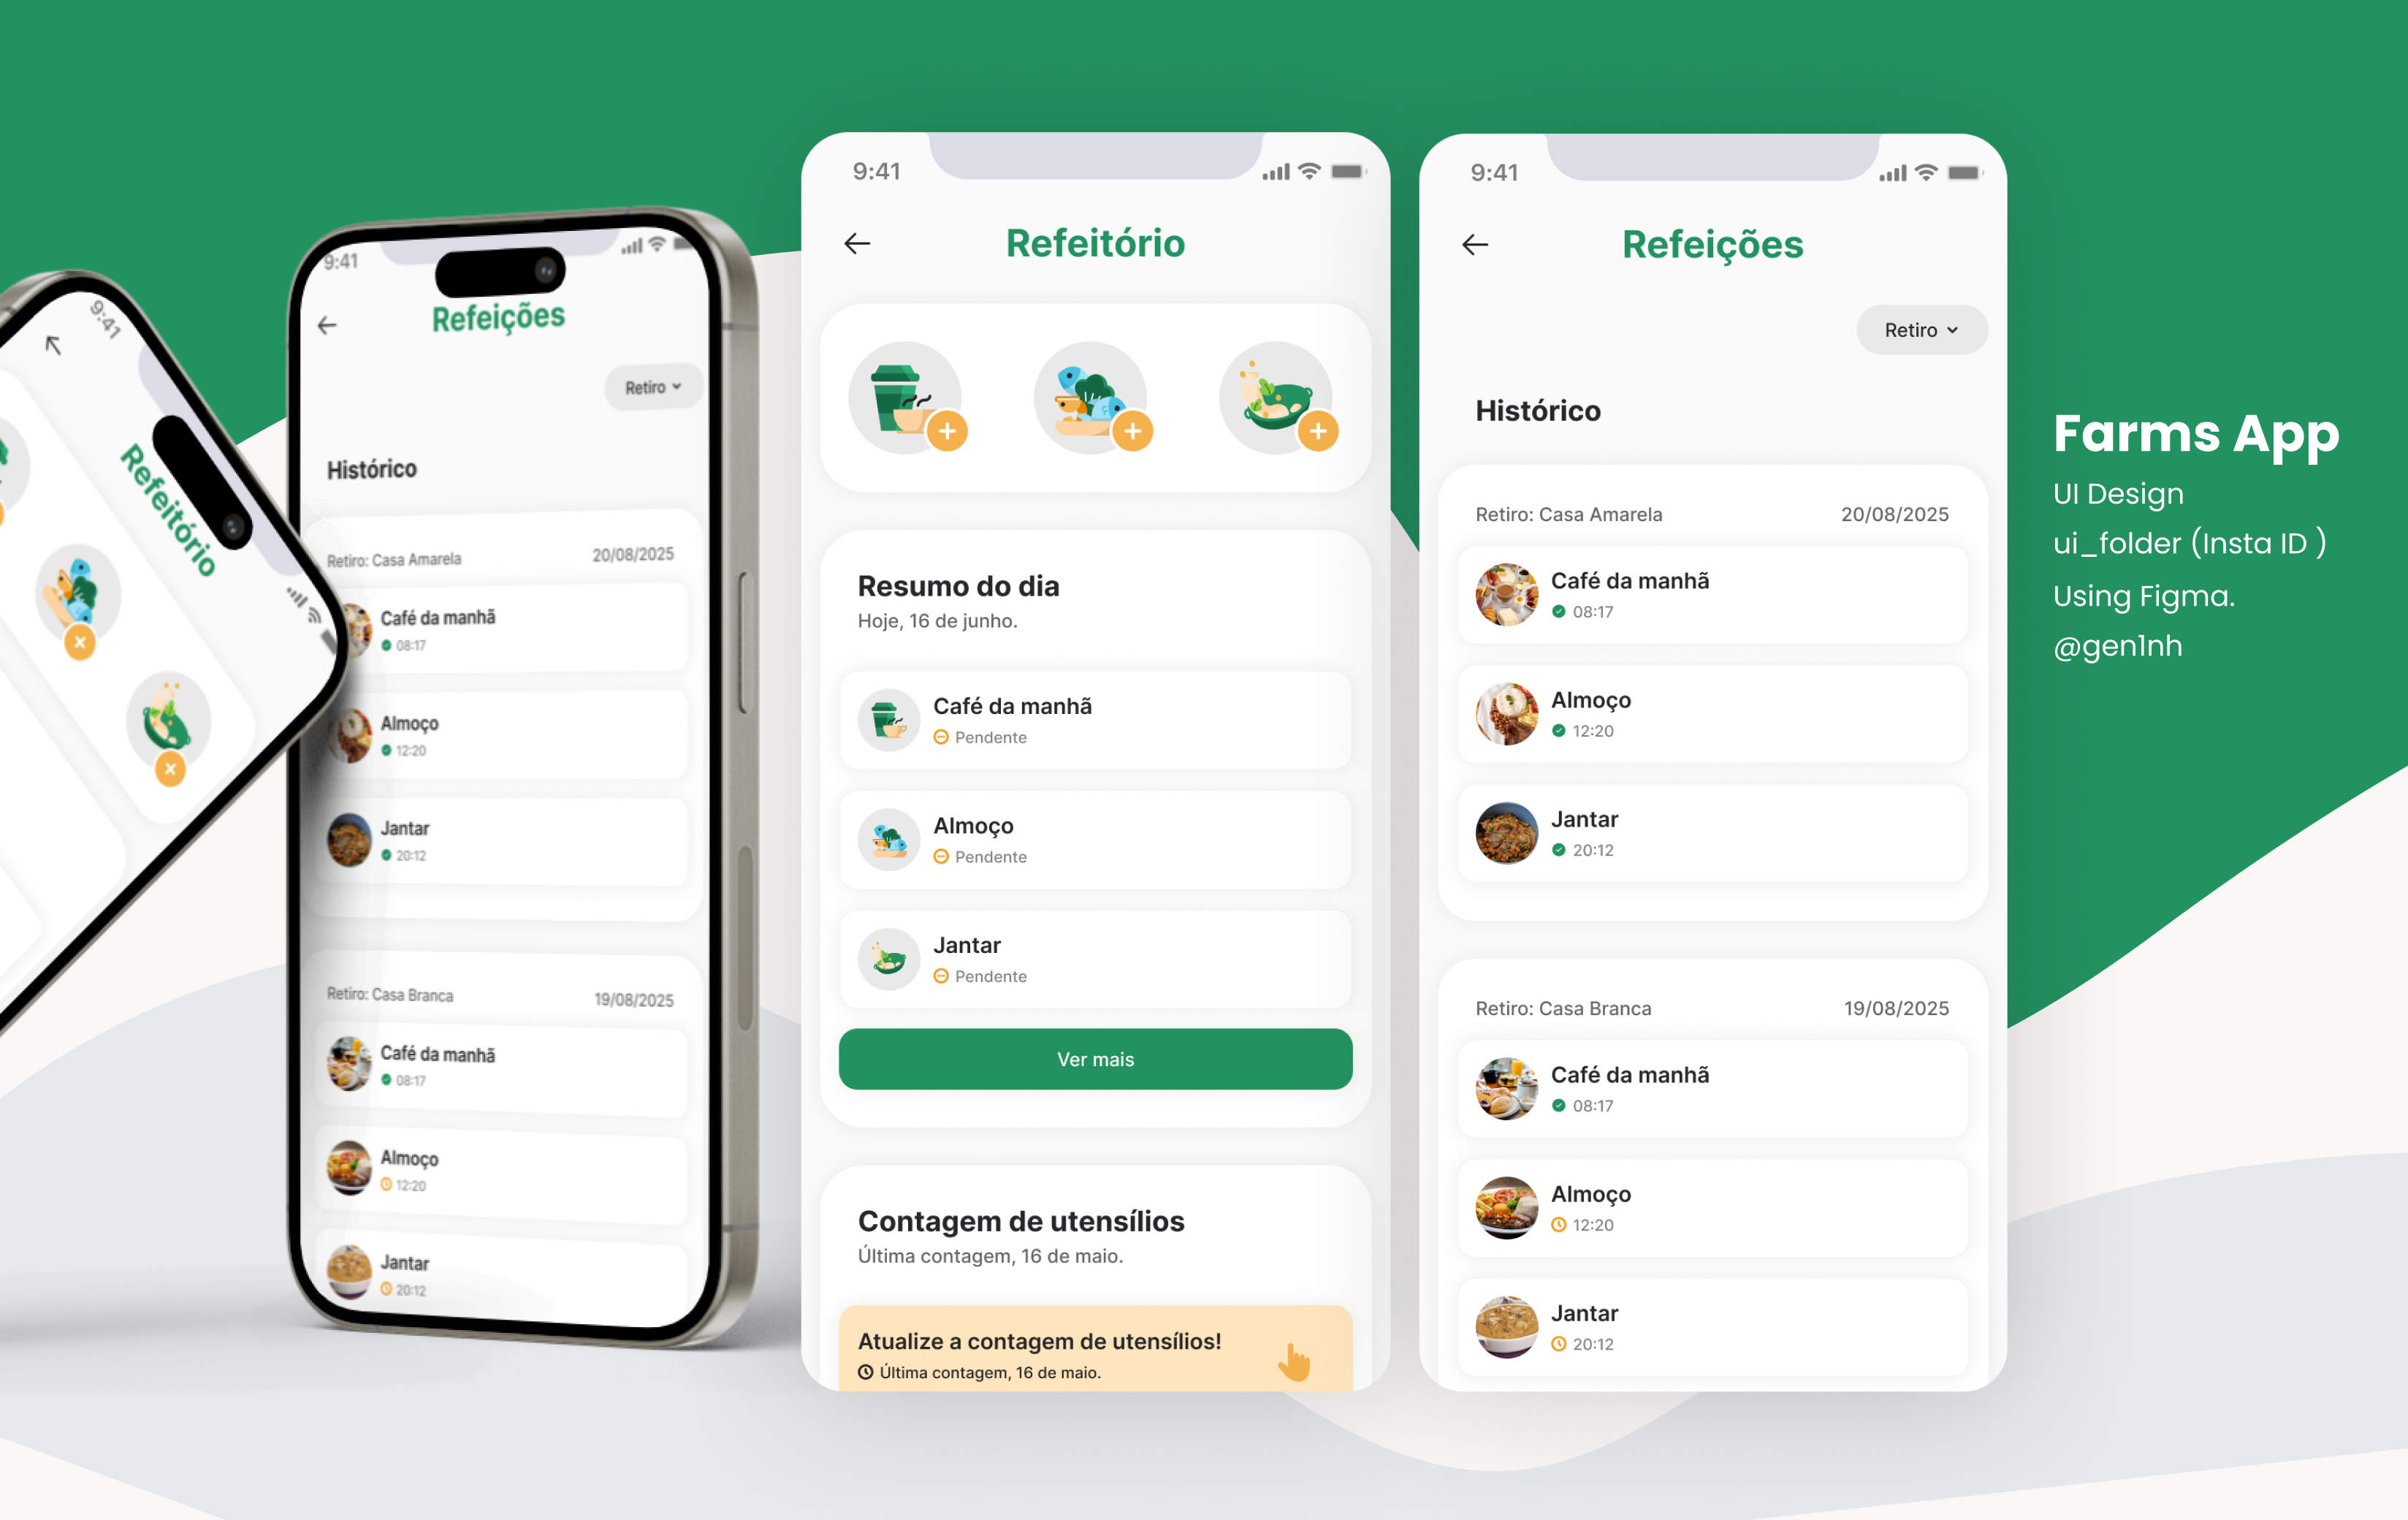 9:41
Refeitório
9:41
Refeições
Retiro
Histórico
Retiro: Casa Amarela 20/08/2025
Café da manhã
08:17
Almoço
12:20
Jantar
20:12
Retiro: Casa Branca 19/08/2025
Café da manhã
08:17
Almoço
12:20
Jantar
20:12
9:41
Refeitório
Resumo do dia
Hoje, 16 de junho.
Café da manhã
Pendente
Almoço
Pendente
Jantar
Pendente
Ver mais
Contagem de utensílios
Última contagem, 16 de maio.
Atualize a contagem de utensílios!
Última contagem, 16 de maio.
9:41
Refeições
Retiro
Histórico
Retiro: Casa Amarela 20/08/2025
Café da manhã
08:17
Almoço
12:20
Jantar
20:12
Retiro: Casa Branca 19/08/2025
Café da manhã
08:17
Almoço
12:20
Jantar
20:12
Farms App
UI Design
ui_folder (Insta ID )
Using Figma.
@gen1nh